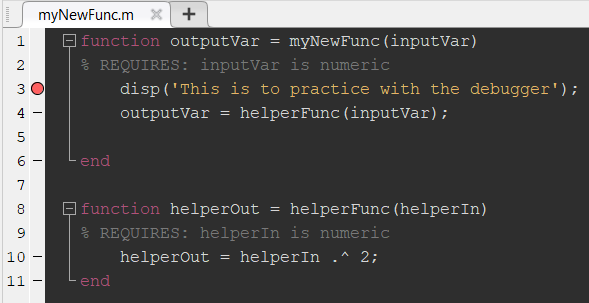 myNewFunc.m × +
1 function outputVar = myNewFunc(inputVar)
2 % REQUIRES: inputVar is numeric
3 disp('This is to practice with the debugger');
4 – outputVar = helperFunc(inputVar);
5
6 – end
7
8 function helperOut = helperFunc(helperIn)
9 % REQUIRES: helperIn is numeric
10 – helperOut = helperIn .^ 2;
11 – end